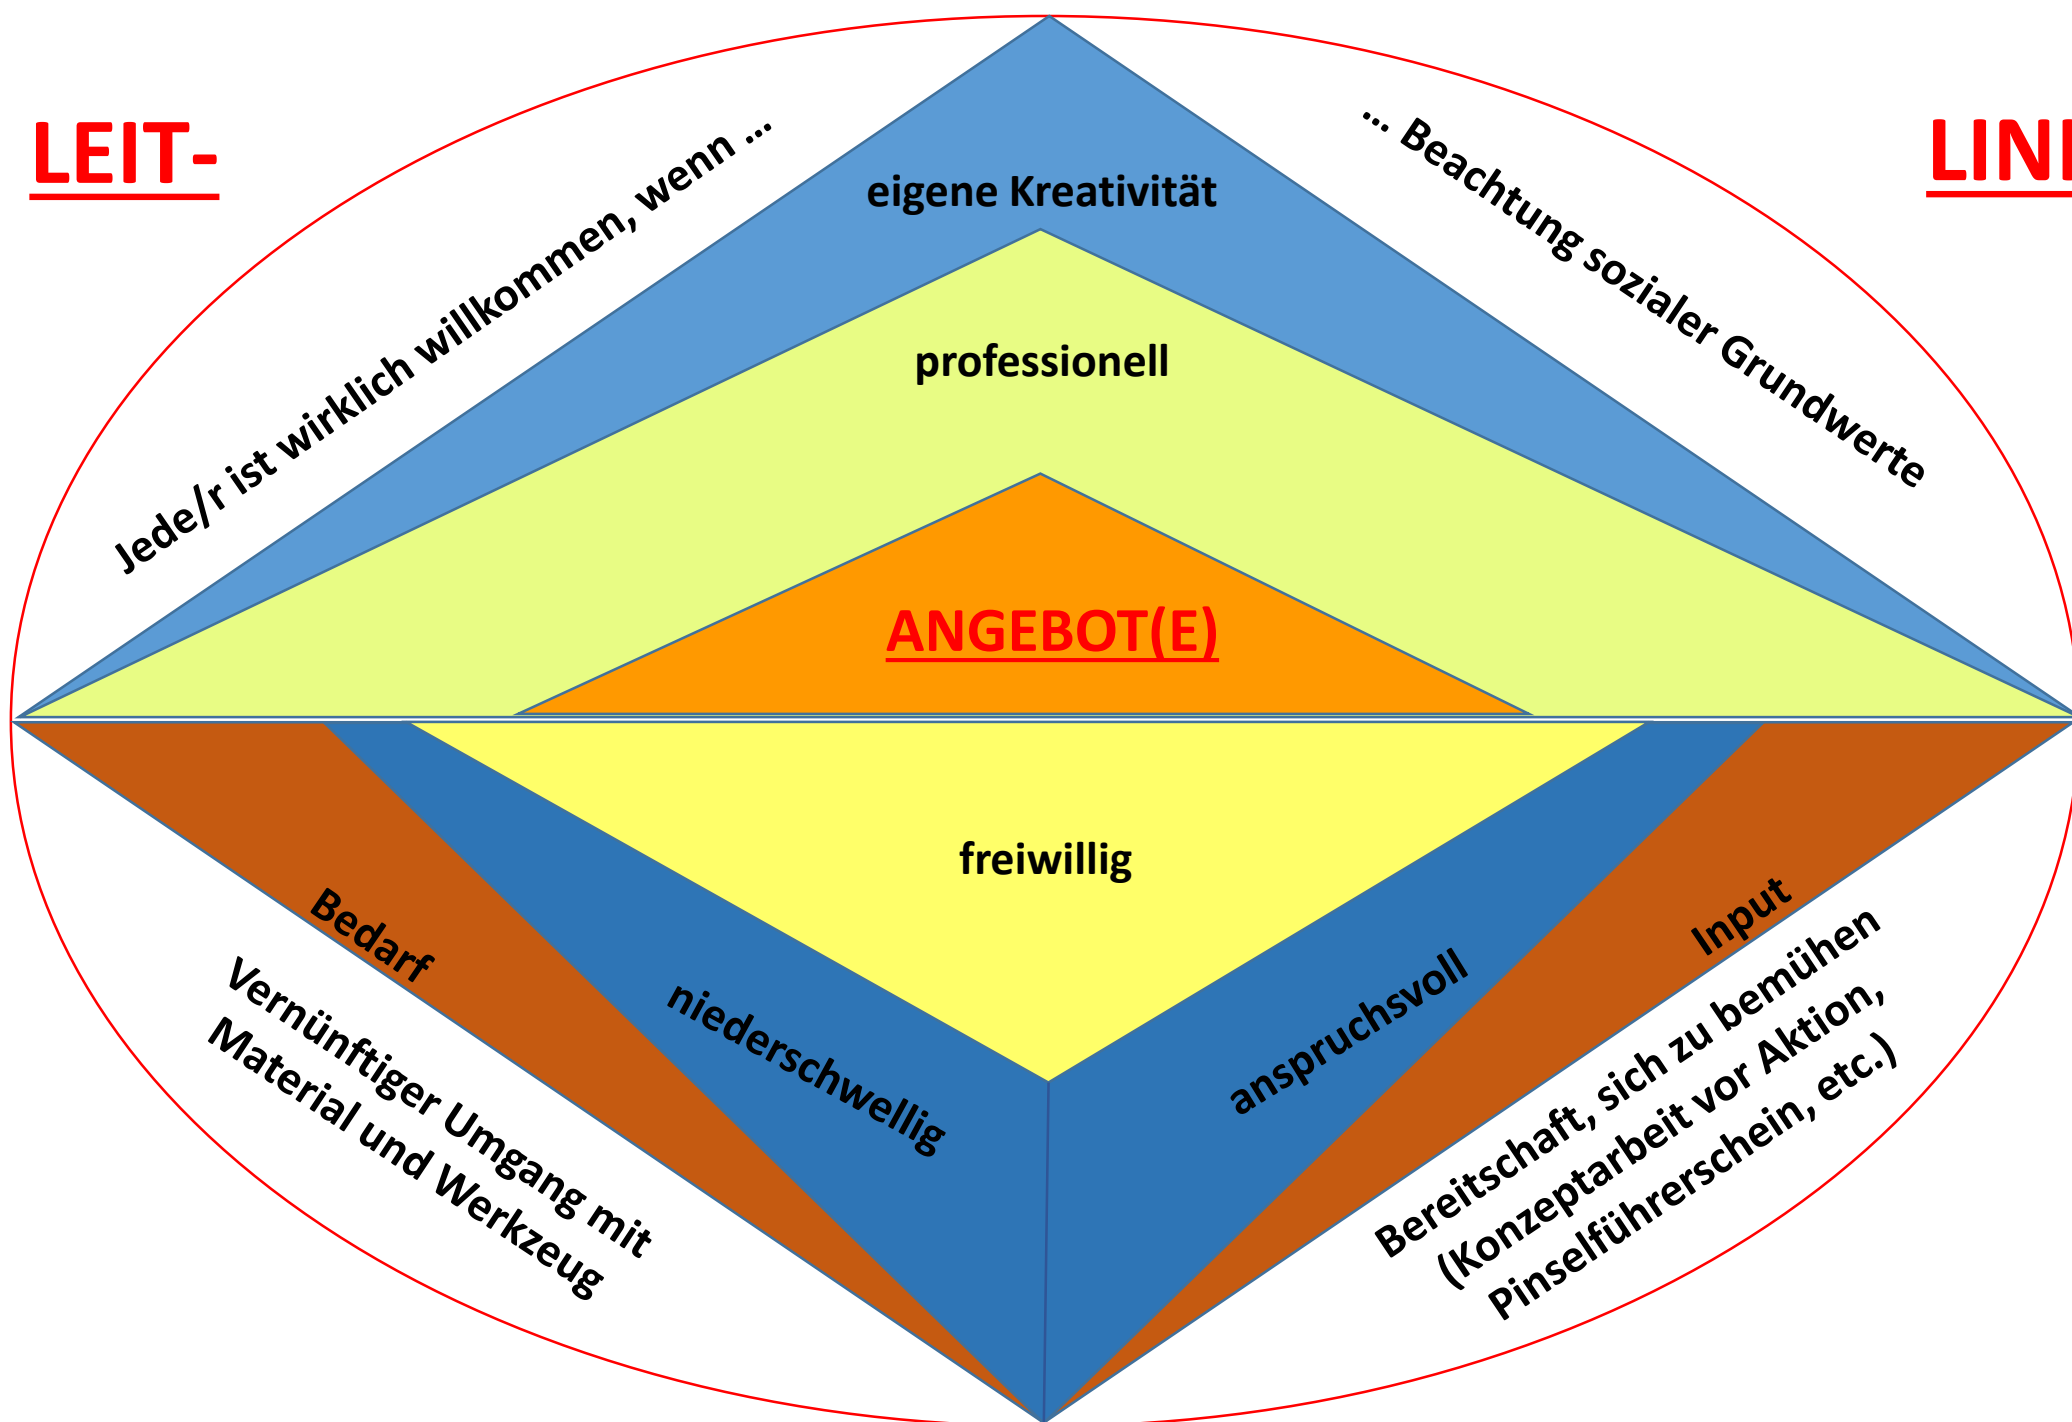 LEIT-
LINI
Jede/r ist wirklich willkommen, wenn ...
... Beachtung sozialer Grundwerte
eigene Kreativität
professionell
ANGEBOT(E)
freiwillig
Bedarf
niederschwellig
anspruchsvoll
Input
Vernünftiger Umgang mit
Material und Werkzeug
Bereitschaft, sich zu bemühen
(Konzeptarbeit vor Aktion,
Pinselführerschein, etc.)